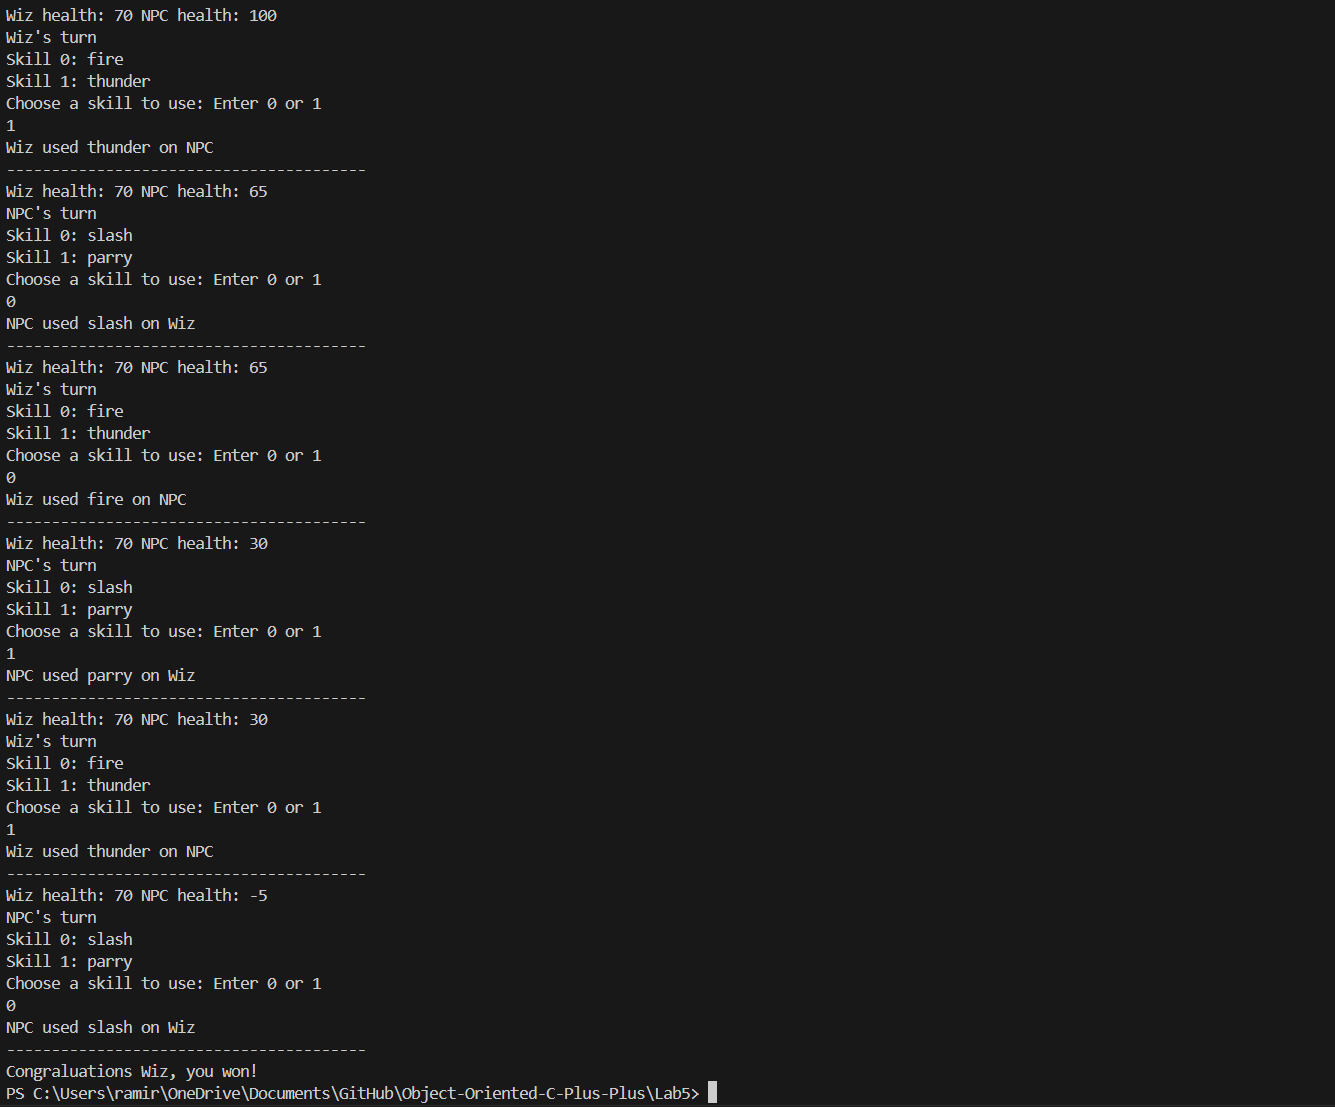 Wiz health: 70 NPC health: 100
Wiz's turn
Skill 0: fire
Skill 1: thunder
Choose a skill to use: Enter 0 or 1
1
Wiz used thunder on NPC
----------------------------------------
Wiz health: 70 NPC health: 65
NPC's turn
Skill 0: slash
Skill 1: parry
Choose a skill to use: Enter 0 or 1
0
NPC used slash on Wiz
----------------------------------------
Wiz health: 70 NPC health: 65
Wiz's turn
Skill 0: fire
Skill 1: thunder
Choose a skill to use: Enter 0 or 1
0
Wiz used fire on NPC
----------------------------------------
Wiz health: 70 NPC health: 30
NPC's turn
Skill 0: slash
Skill 1: parry
Choose a skill to use: Enter 0 or 1
1
NPC used parry on Wiz
----------------------------------------
Wiz health: 70 NPC health: 30
Wiz's turn
Skill 0: fire
Skill 1: thunder
Choose a skill to use: Enter 0 or 1
1
Wiz used thunder on NPC
----------------------------------------
Wiz health: 70 NPC health: -5
NPC's turn
Skill 0: slash
Skill 1: parry
Choose a skill to use: Enter 0 or 1
0
NPC used slash on Wiz
----------------------------------------
Congraluations Wiz, you won!
PS C:\Users\ramir\OneDrive\Documents\GitHub\Object-Oriented-C-Plus-Plus\Lab5>